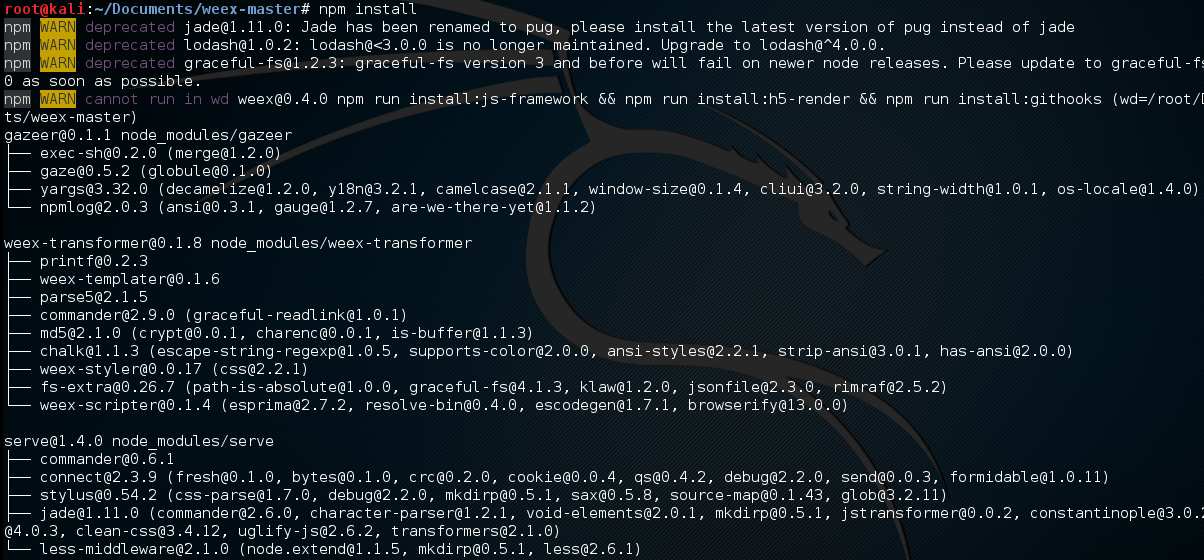 root@kali:~/Documents/weex-master# npm install
npm WARN deprecated jade@1.11.0: Jade has been renamed to pug, please install the latest version of pug instead of jade
npm WARN deprecated lodash@1.0.2: lodash@<3.0.0 is no longer maintained. Upgrade to lodash@^4.0.0.
npm WARN deprecated graceful-fs@1.2.3: graceful-fs version 3 and before will fail on newer node releases. Please update to graceful-fs
0 as soon as possible.
npm WARN cannot run in wd weex@0.4.0 npm run install:js-framework && npm run install:h5-render && npm run install:githooks (wd=/root/D
ts/weex-master)
gazeer@0.1.1 node_modules/gazeer
├── exec-sh@0.2.0 (merge@1.2.0)
├── gaze@0.5.2 (globule@0.1.0)
├── yargs@3.32.0 (decamelize@1.2.0, y18n@3.2.1, camelcase@2.1.1, window-size@0.1.4, cliui@3.2.0, string-width@1.0.1, os-locale@1.4.0)
└── npmlog@2.0.3 (ansi@0.3.1, gauge@1.2.7, are-we-there-yet@1.1.2)
weex-transformer@0.1.8 node_modules/weex-transformer
├── printf@0.2.3
├── weex-templater@0.1.6
├── parse5@2.1.5
├── commander@2.9.0 (graceful-readlink@1.0.1)
├── md5@2.1.0 (crypt@0.0.1, charenc@0.0.1, is-buffer@1.1.3)
├── chalk@1.1.3 (escape-string-regexp@1.0.5, supports-color@2.0.0, ansi-styles@2.2.1, strip-ansi@3.0.1, has-ansi@2.0.0)
├── weex-styler@0.0.17 (css@2.2.1)
├── fs-extra@0.26.7 (path-is-absolute@1.0.0, graceful-fs@4.1.3, klaw@1.2.0, jsonfile@2.3.0, rimraf@2.5.2)
└── weex-scripter@0.1.4 (esprima@2.7.2, resolve-bin@0.4.0, escodegen@1.7.1, browserify@13.0.0)
serve@1.4.0 node_modules/serve
├── commander@0.6.1
├── connect@2.3.9 (fresh@0.1.0, bytes@0.1.0, crc@0.2.0, cookie@0.0.4, qs@0.4.2, debug@2.2.0, send@0.0.3, formidable@1.0.11)
├── stylus@0.54.2 (css-parse@1.7.0, debug@2.2.0, mkdirp@0.5.1, sax@0.5.8, source-map@0.1.43, glob@3.2.11)
├── jade@1.11.0 (commander@2.6.0, character-parser@1.2.1, void-elements@2.0.1, mkdirp@0.5.1, jstransformer@0.0.2, constantinople@3.0.2
@4.0.3, clean-css@3.4.12, uglify-js@2.6.2, transformers@2.1.0)
└── less-middleware@2.1.0 (node.extend@1.1.5, mkdirp@0.5.1, less@2.6.1)